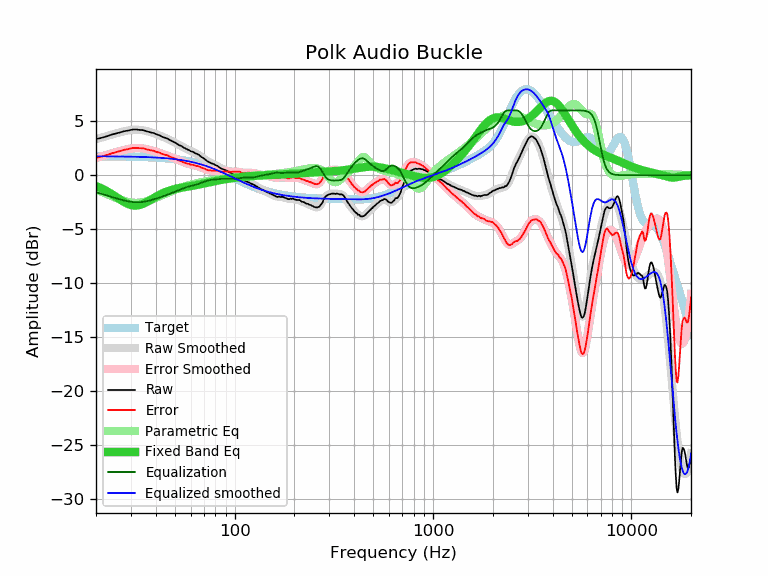 Polk Audio Buckle
Amplitude (dBr)
5
0
−5
−10
−15
−20
−25
−30
Target
Raw Smoothed
Error Smoothed
Raw
Error
Parametric Eq
Fixed Band Eq
Equalization
Equalized smoothed
100
1000
10000
Frequency (Hz)